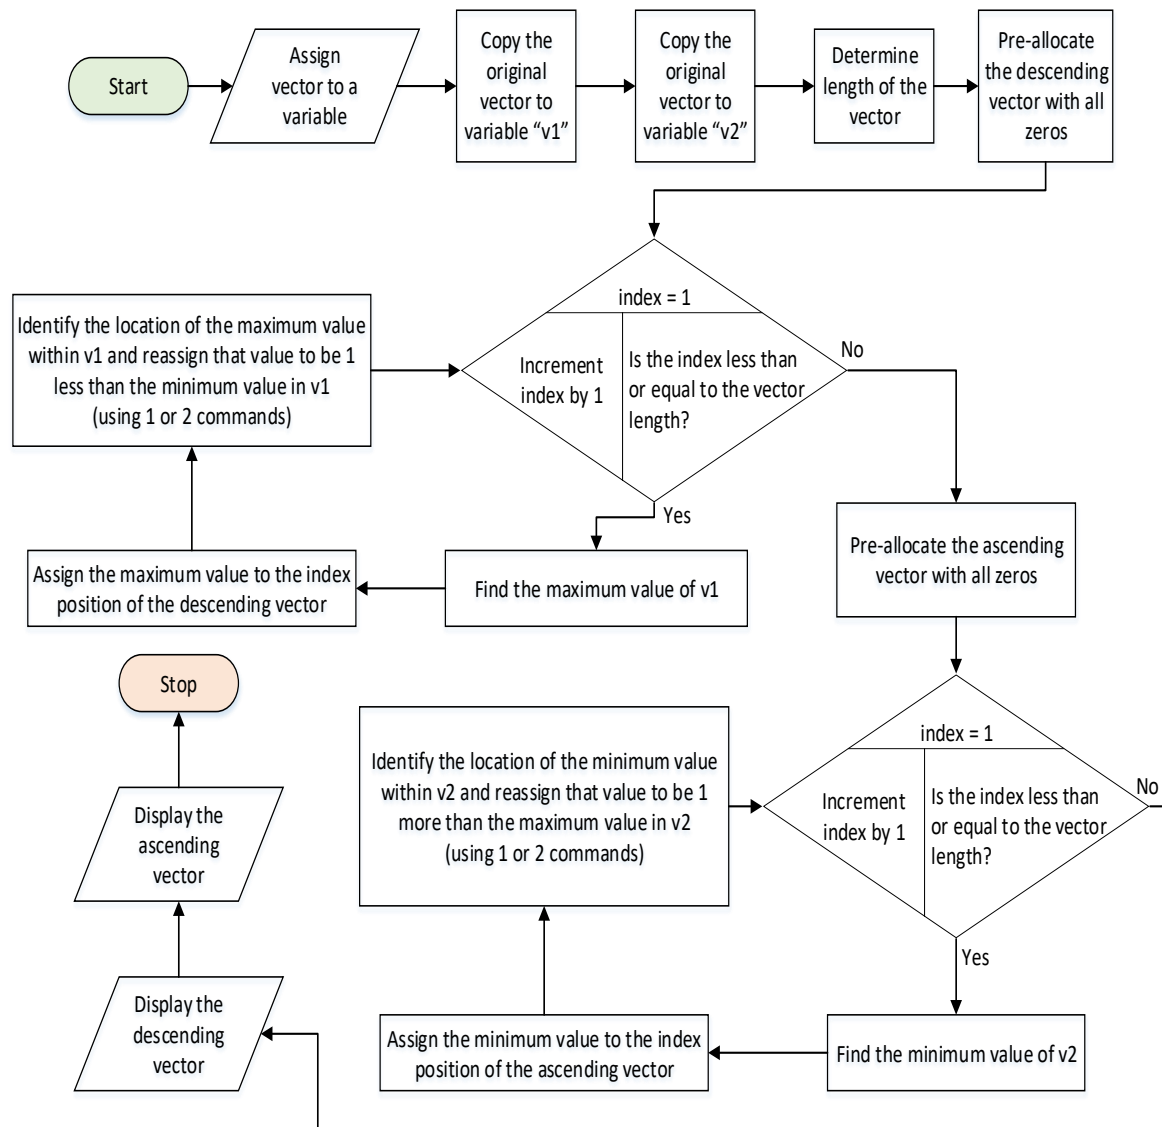 Start
Assign
vector to a
variable
Copy the
original
vector to
variable “v1”
Copy the
original
vector to
variable “v2”
Determine
length of the
vector
Pre-allocate
the descending
vector with all
zeros
index = 1
Increment
index by 1
Is the index less than
or equal to the vector
length?
No
Yes
Identify the location of the maximum value
within v1 and reassign that value to be 1
less than the minimum value in v1
(using 1 or 2 commands)
Assign the maximum value to the index
position of the descending vector
Find the maximum value of v1
Pre-allocate the ascending
vector with all zeros
Stop
index = 1
Increment
index by 1
Is the index less than
or equal to the vector
length?
No
Yes
Identify the location of the minimum value
within v2 and reassign that value to be 1
more than the maximum value in v2
(using 1 or 2 commands)
Display the
ascending
vector
Display the
descending
vector
Assign the minimum value to the index
position of the ascending vector
Find the minimum value of v2